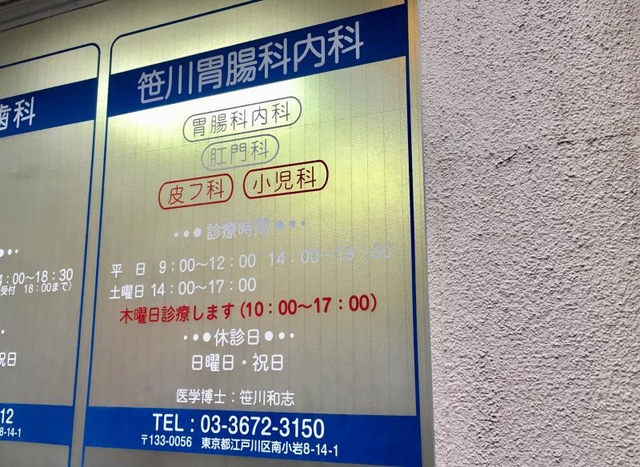 歯科
笹川胃腸科内科
胃腸科内科
肛門科
皮フ科 小児科
・・●診療時間●・・
平 日 9：00〜12：00 14：00〜
土曜日 14：00〜17：00
木曜日診療します（10：00〜17：00）
・・●休診日●・・
日曜日・祝日
医学博士：笹川和志
TEL：03-3672-3150
〒133-0056 東京都江戸川区南小岩8-14-1
：00〜18：30
受付 18：00まで）
祝日
12
8-14-1